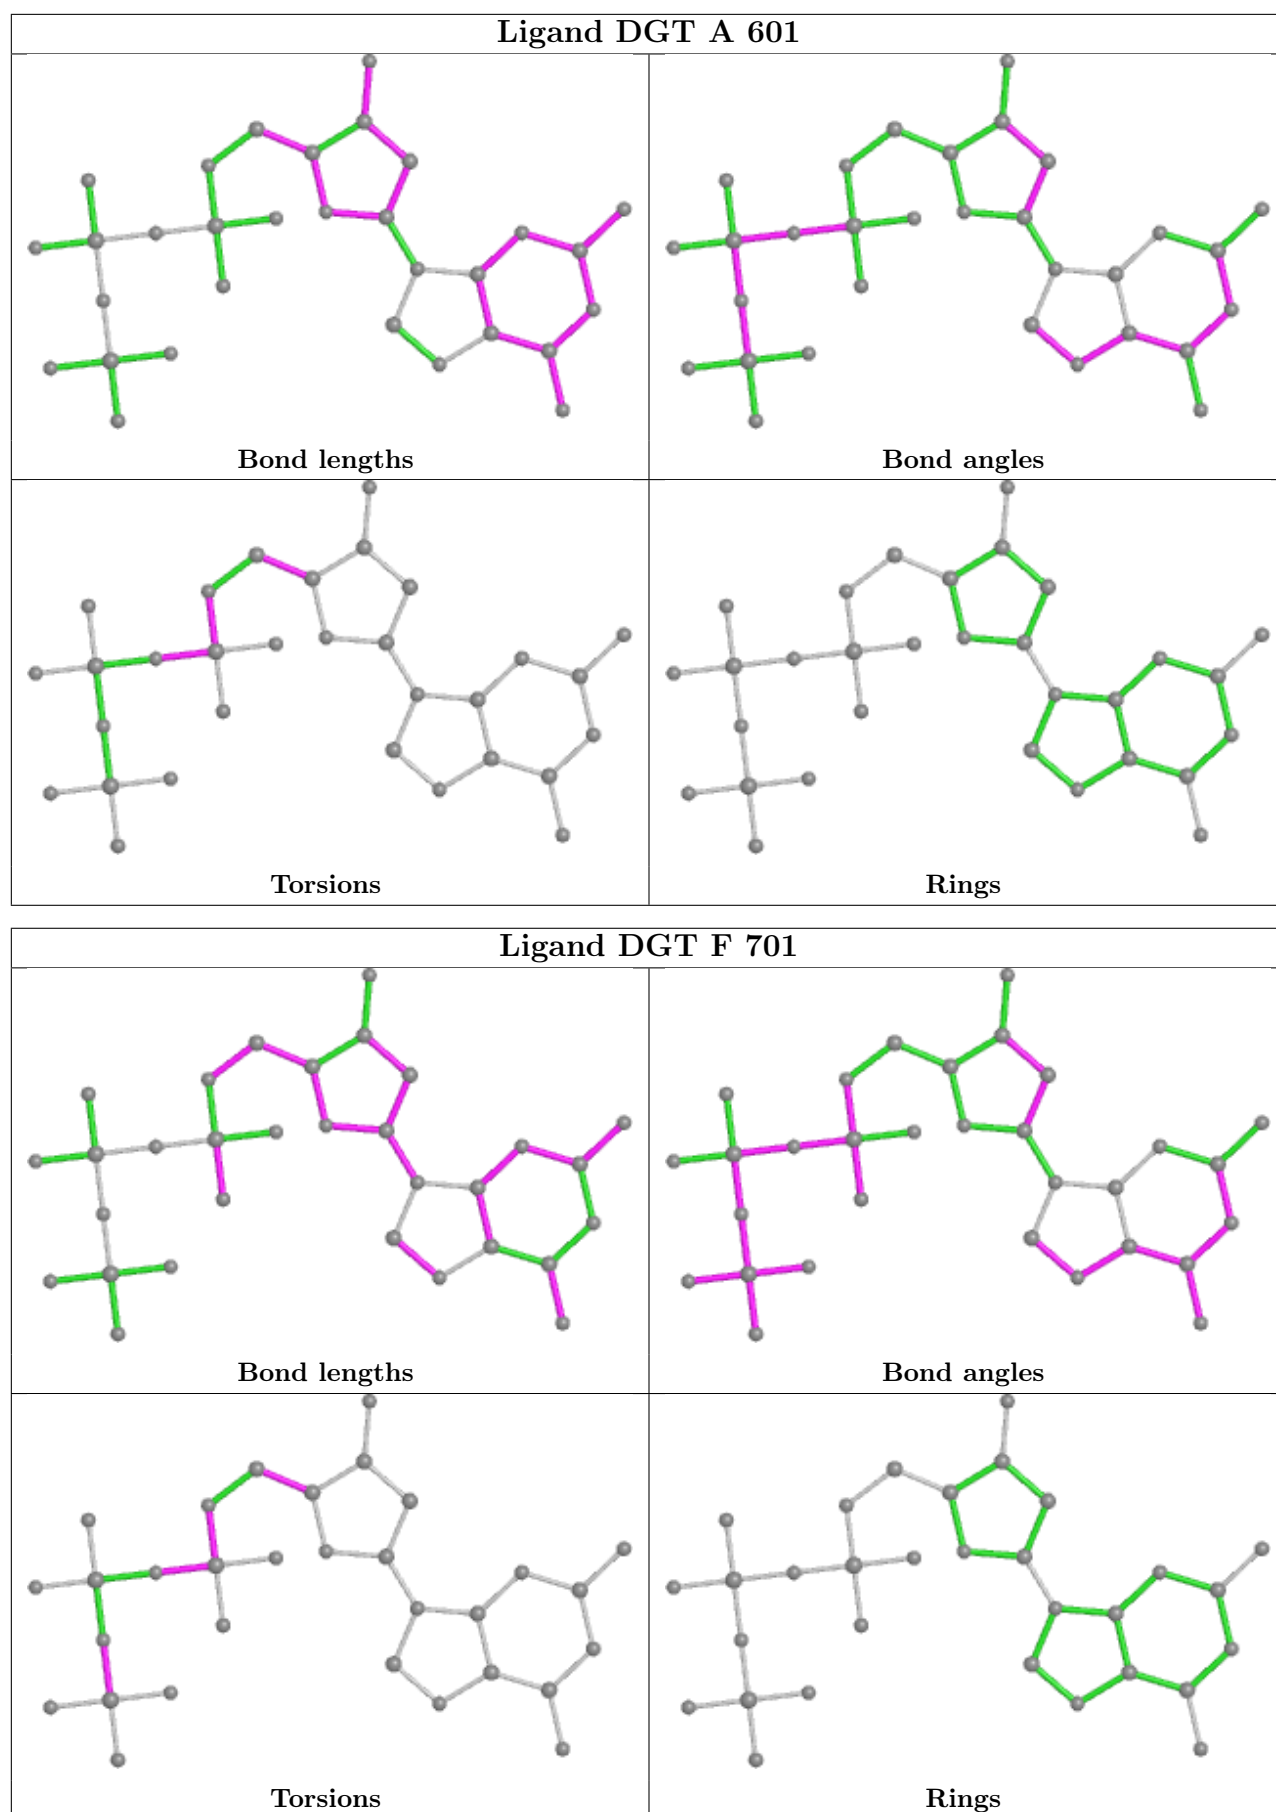 Ligand DGT A 601
Bond lengths
Bond angles
Torsions
Rings
Ligand DGT F 701
Bond lengths
Bond angles
Torsions
Rings